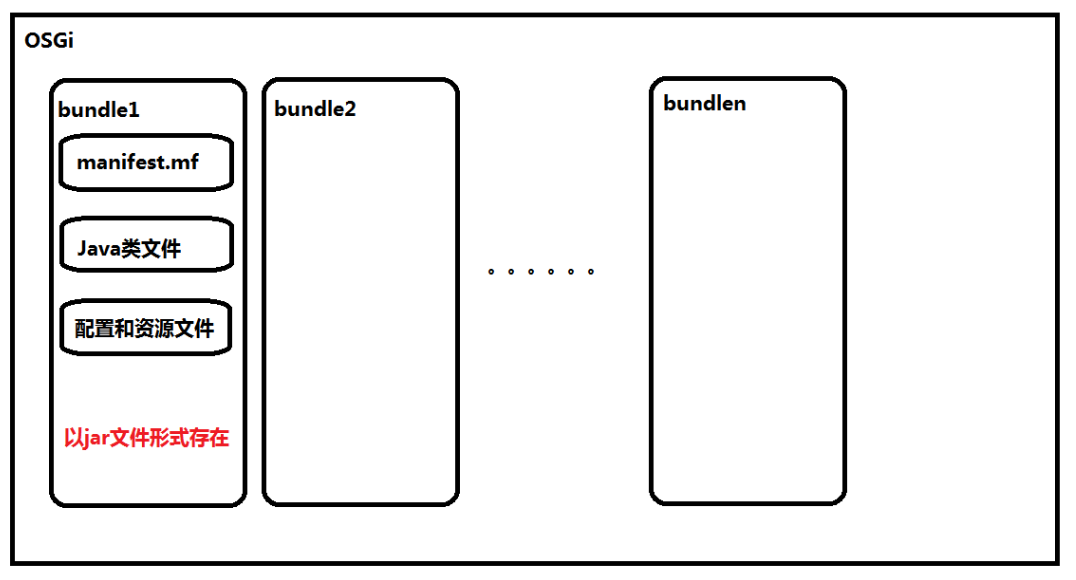 OSGi
bundle1
manifest.mf
Java类文件
配置和资源文件
以jar文件形式存在
bundle2
。。。。。。
bundlen